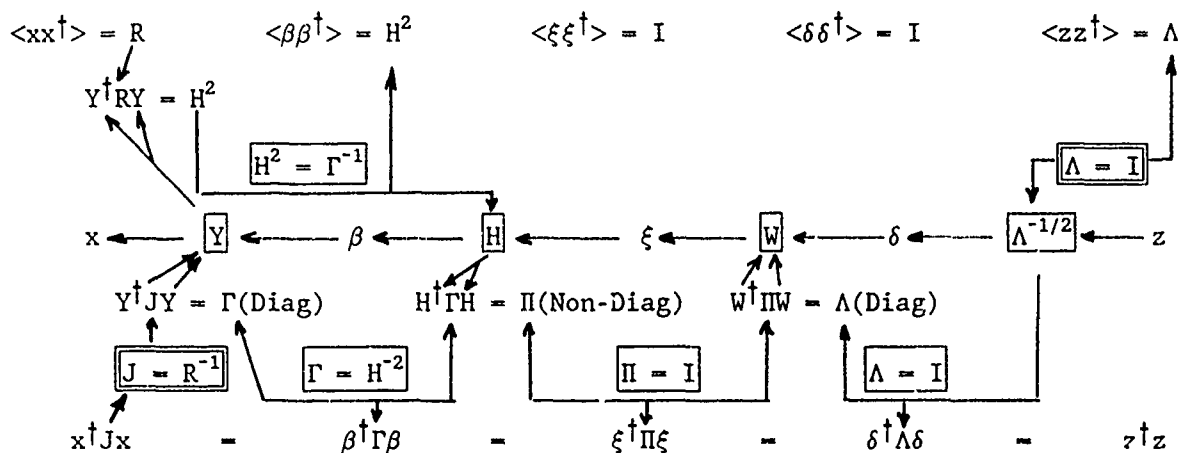 <xx†> = R <ββ†> = H² <ξξ†> = I <δδ†> = I <zz†> = Λ
Y†RY = H²
H² = Γ⁻¹ Λ = I
x Y β H ξ W δ Λ⁻¹/² z
Y†JY = Γ(Diag) H†ΓH = Π(Non-Diag) W†ΠW = Λ(Diag)
J = R⁻¹ Γ = H⁻² Π = I Λ = I
x†Jx = β†Γβ = ξ†Πξ = δ†Λδ = z†z